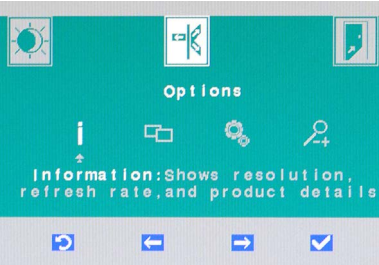 Options
Information:Shows resolution,
refresh rate,and product details